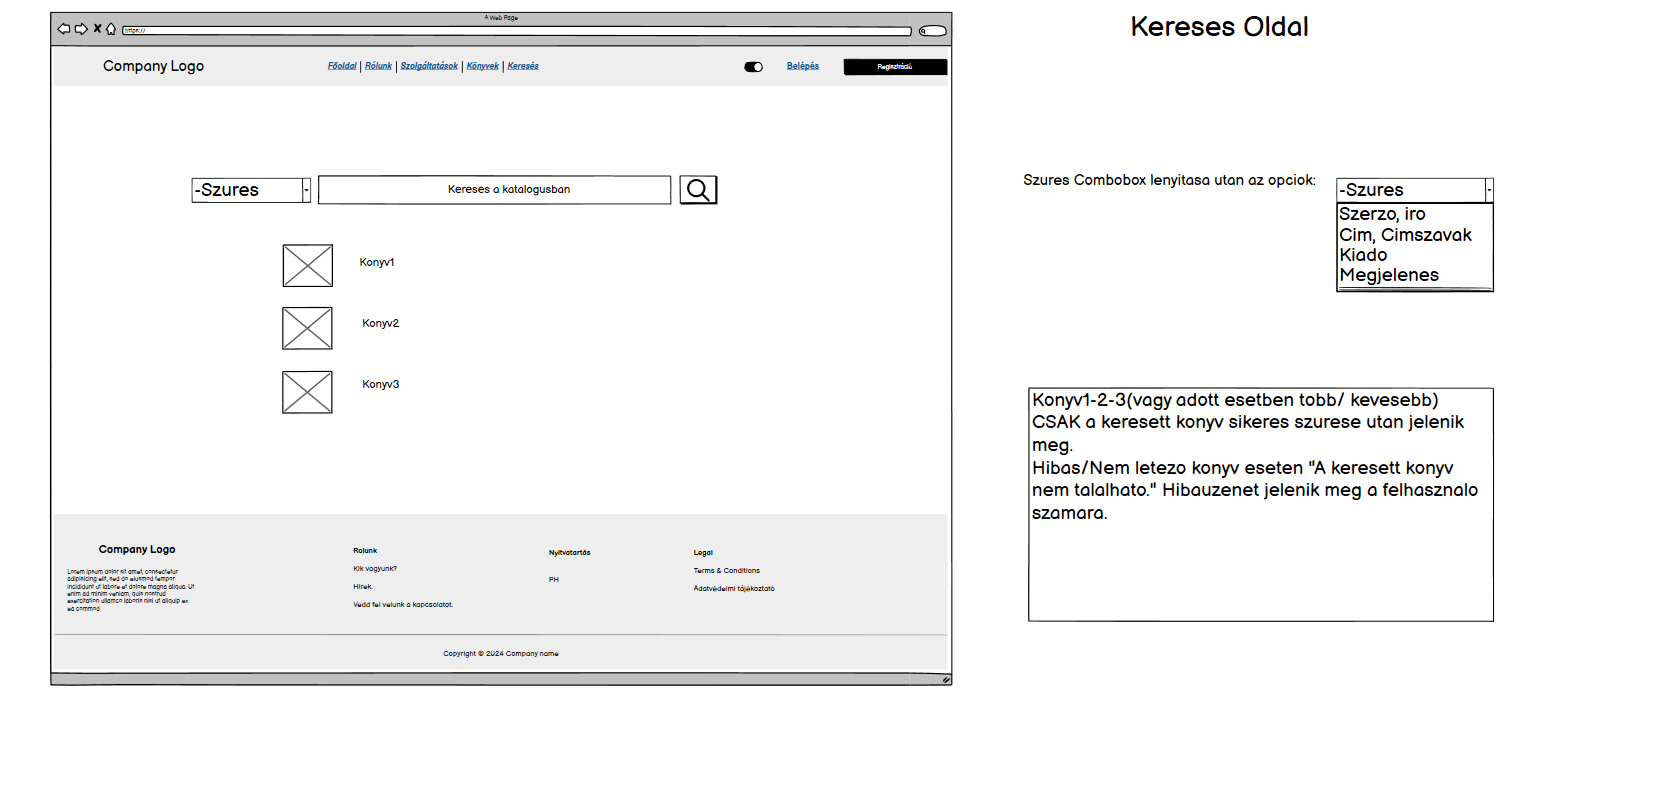 A Web Page
https://
Company Logo
Főoldal | Rólunk | Szolgáltatások | Könyvek | Keresés
Belépés
Regisztráció
-Szures
Kereses a katalogusban
Konyv1
Konyv2
Konyv3
Company Logo
Lorem ipsum dolor sit amet, consectetur
adipisicing elit, sed do eiusmod tempor
incididunt ut labore et dolore magna aliqua. Ut
enim ad minim veniam, quis nostrud
exercitation ullamco laboris nisi ut aliquip ex
ea commod
Rolunk
Kik vagyunk?
Hirek.
Vedd fel velunk a kapcsolatot.
Nyitvatartás
PH
Legal
Terms & Conditions
Adatvédelmi tájékoztató
Copyright © 2024 Company name
Kereses Oldal
Szures Combobox lenyitasa utan az opciok:
-Szures
Szerzo, iro
Cim, Cimszavak
Kiado
Megjelenes
Konyv1-2-3(vagy adott esetben tobb/ kevesebb)
CSAK a keresett konyv sikeres szurese utan jelenik
meg.
Hibas/Nem letezo konyv eseten "A keresett konyv
nem talalhato." Hibauzenet jelenik meg a felhasznalo
szamara.